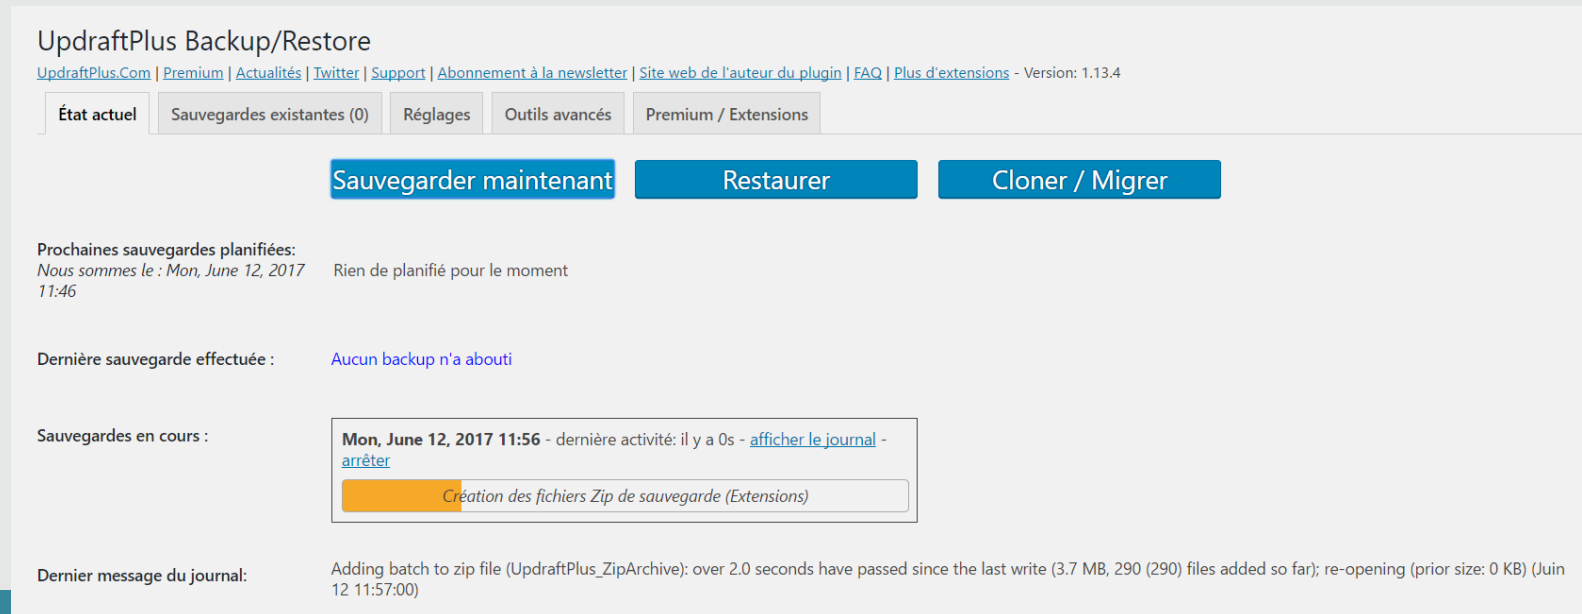 UpdraftPlus Backup/Restore
UpdraftPlus.Com | Premium | Actualités | Twitter | Support | Abonnement à la newsletter | Site web de l'auteur du plugin | FAQ | Plus d'extensions - Version: 1.13.4
État actuel Sauvegardes existantes (0) Réglages Outils avancés Premium / Extensions
Sauvegarder maintenant Restaurer Cloner / Migrer
Prochaines sauvegardes planifiées:
Nous sommes le : Mon, June 12, 2017 Rien de planifié pour le moment
11:46
Dernière sauvegarde effectuée : Aucun backup n'a abouti
Sauvegardes en cours : Mon, June 12, 2017 11:56 - dernière activité: il y a 0s - afficher le journal -
arrêter
Création des fichiers Zip de sauvegarde (Extensions)
Dernier message du journal: Adding batch to zip file (UpdraftPlus_ZipArchive): over 2.0 seconds have passed since the last write (3.7 MB, 290 (290) files added so far); re-opening (prior size: 0 KB) (Juin
12 11:57:00)